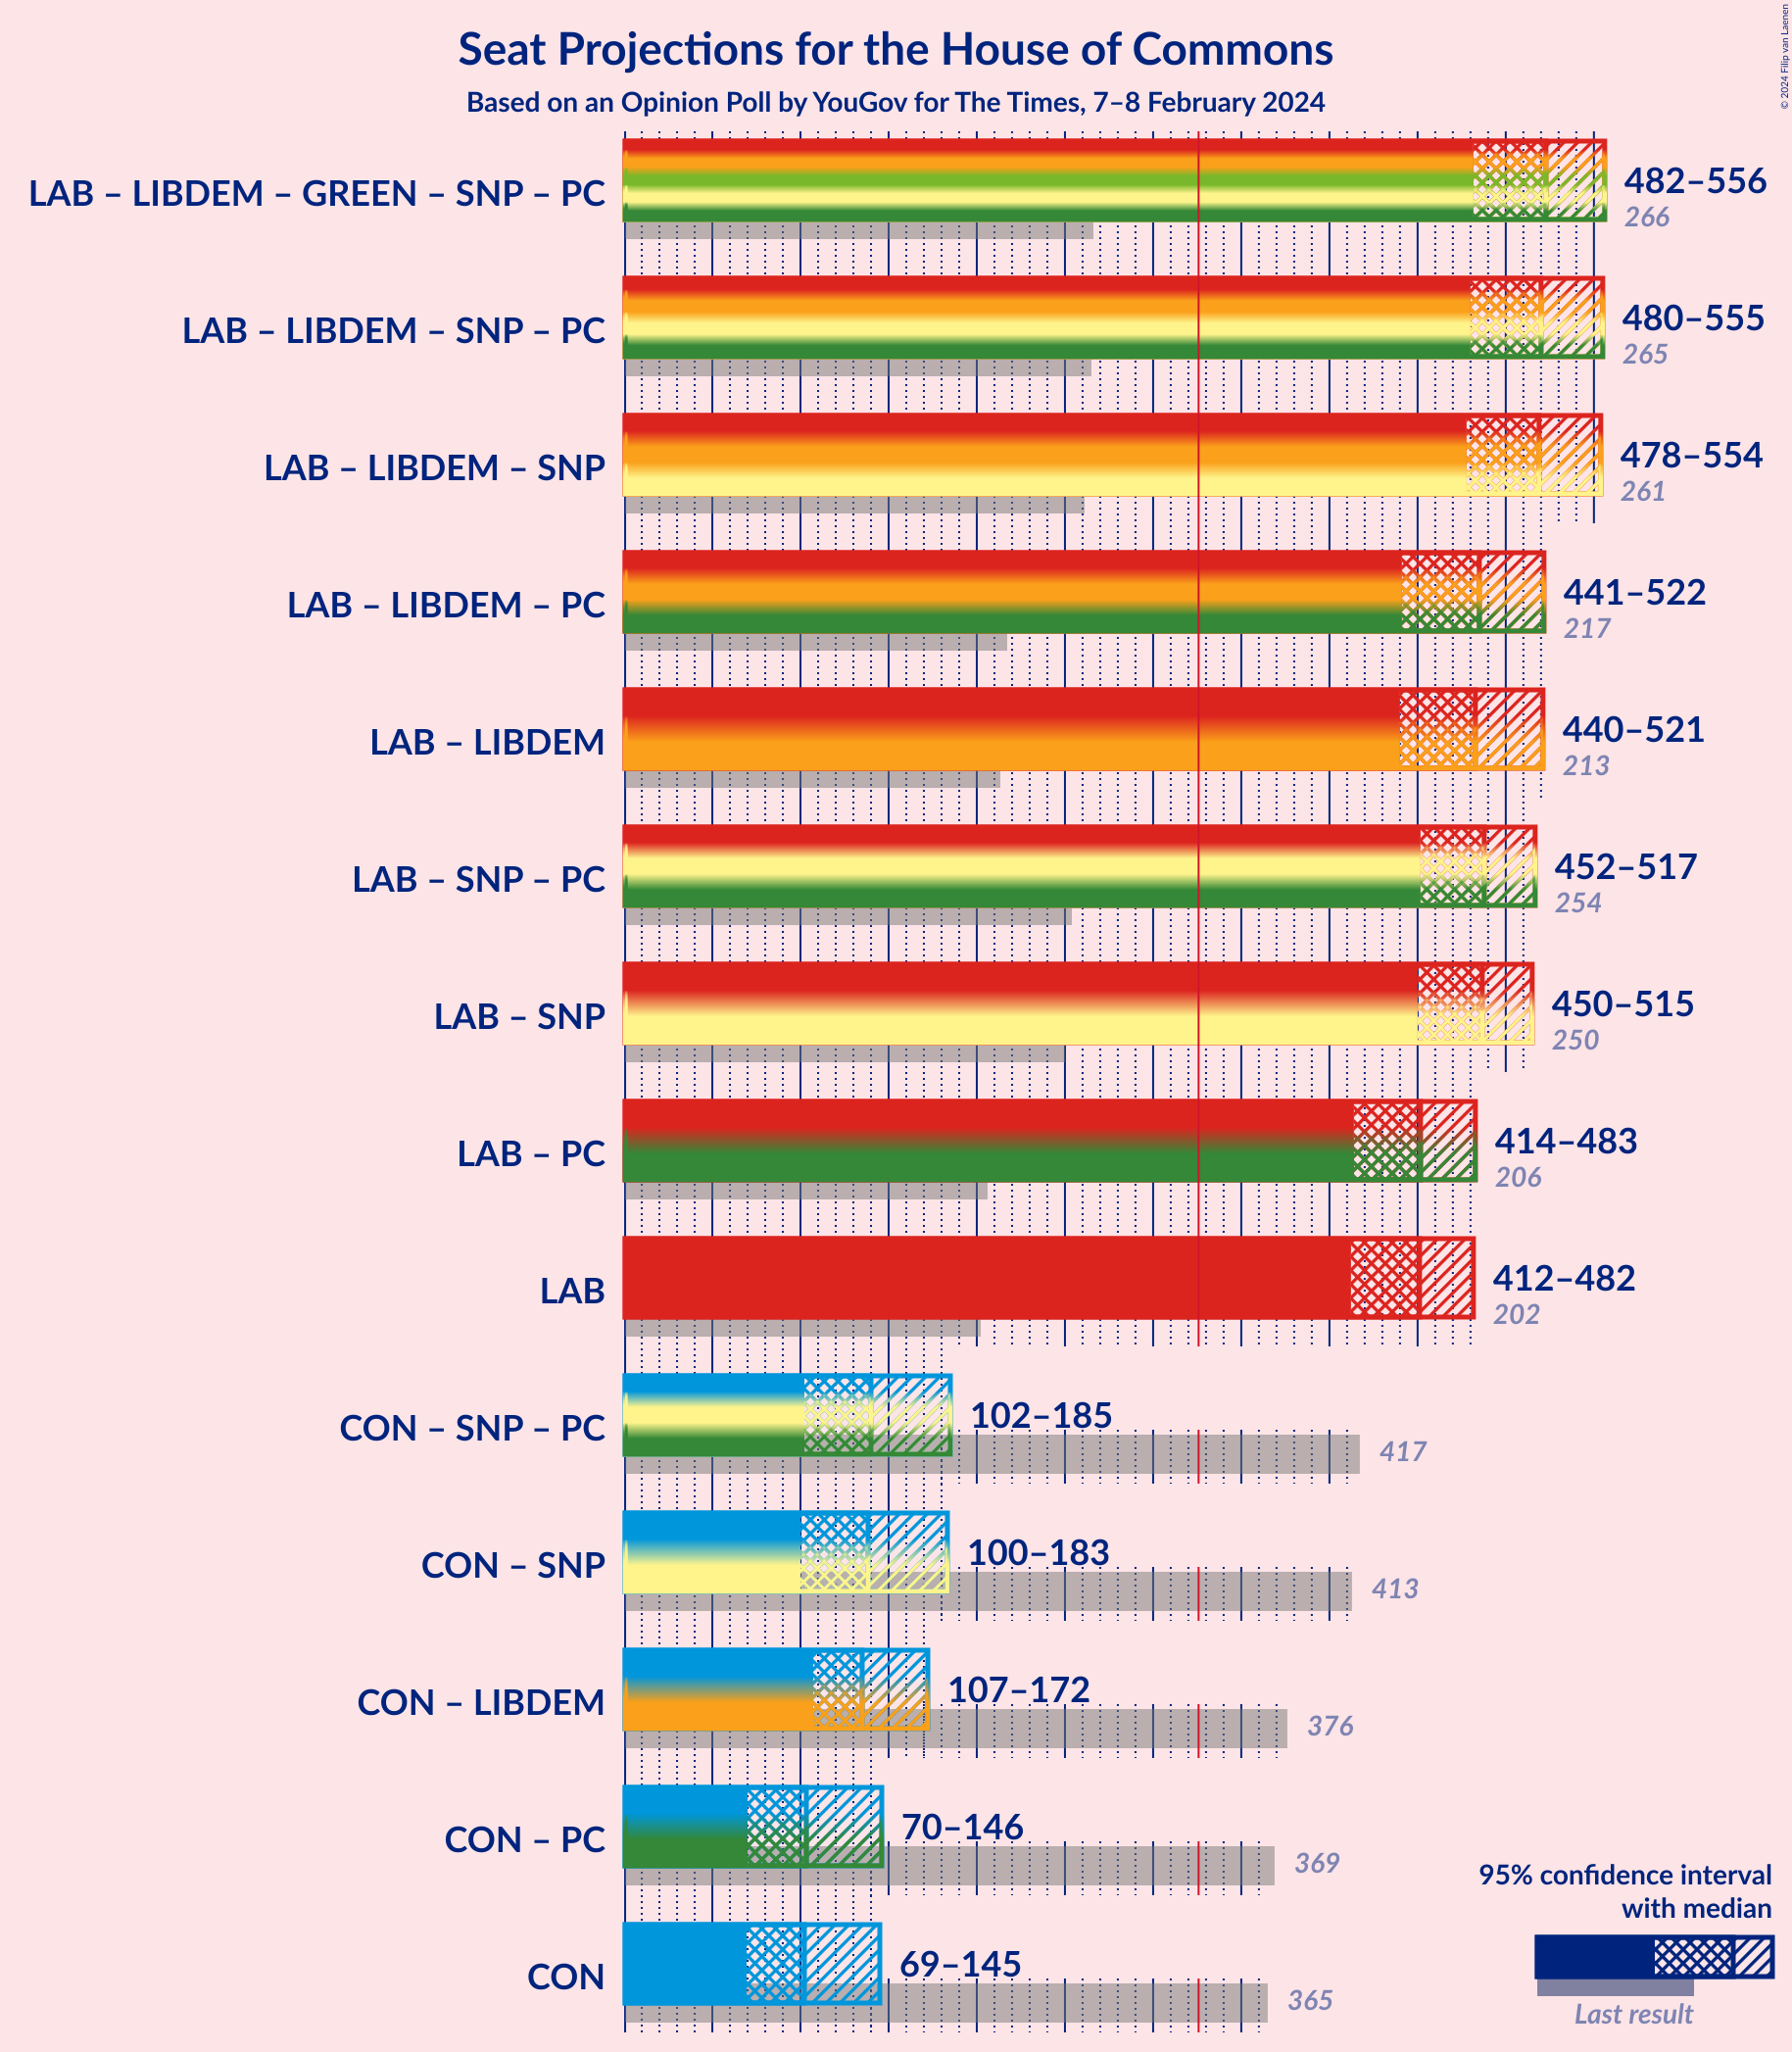 Seat Projections for the House of Commons
Based on an Opinion Poll by YouGov for The Times, 7–8 February 2024
© 2024 Filip van Laenen
LAB – LIBDEM – GREEN – SNP – PC
482–556
266
LAB – LIBDEM – SNP – PC
480–555
265
LAB – LIBDEM – SNP
478–554
261
LAB – LIBDEM – PC
441–522
217
LAB – LIBDEM
440–521
213
LAB – SNP – PC
452–517
254
LAB – SNP
450–515
250
LAB – PC
414–483
206
LAB
412–482
202
CON – SNP – PC
102–185
417
CON – SNP
100–183
413
CON – LIBDEM
107–172
376
CON – PC
70–146
369
CON
69–145
365
95% confidence interval
with median
Last result